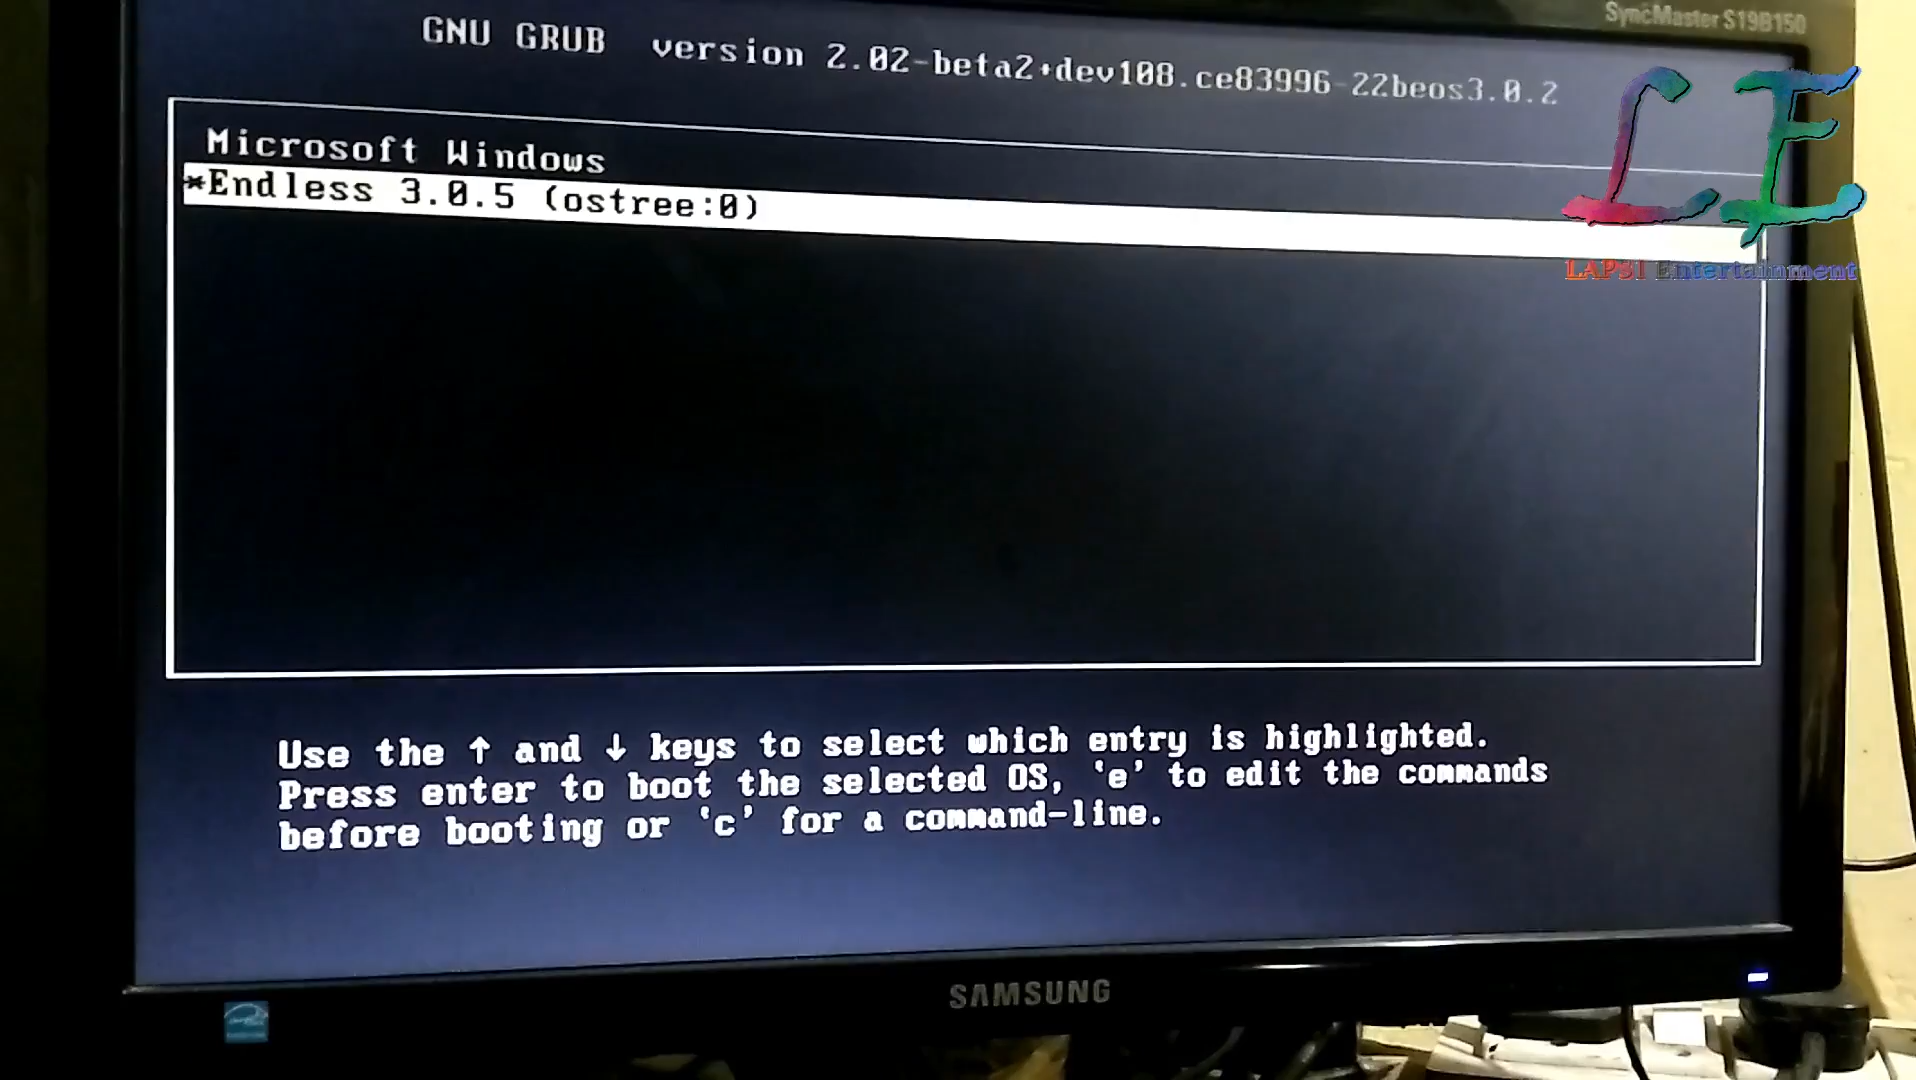 SyncMaster S19B150
GNU GRUB version 2.02-beta2+dev108.ce83996-22beos3.0.2
LE
LAPSI Entertainment
Microsoft Windows
*Endless 3.0.5 (ostree:0)
Use the ↑ and ↓ keys to select which entry is highlighted.
Press enter to boot the selected OS, 'e' to edit the commands
before booting or 'c' for a command-line.
SAMSUNG